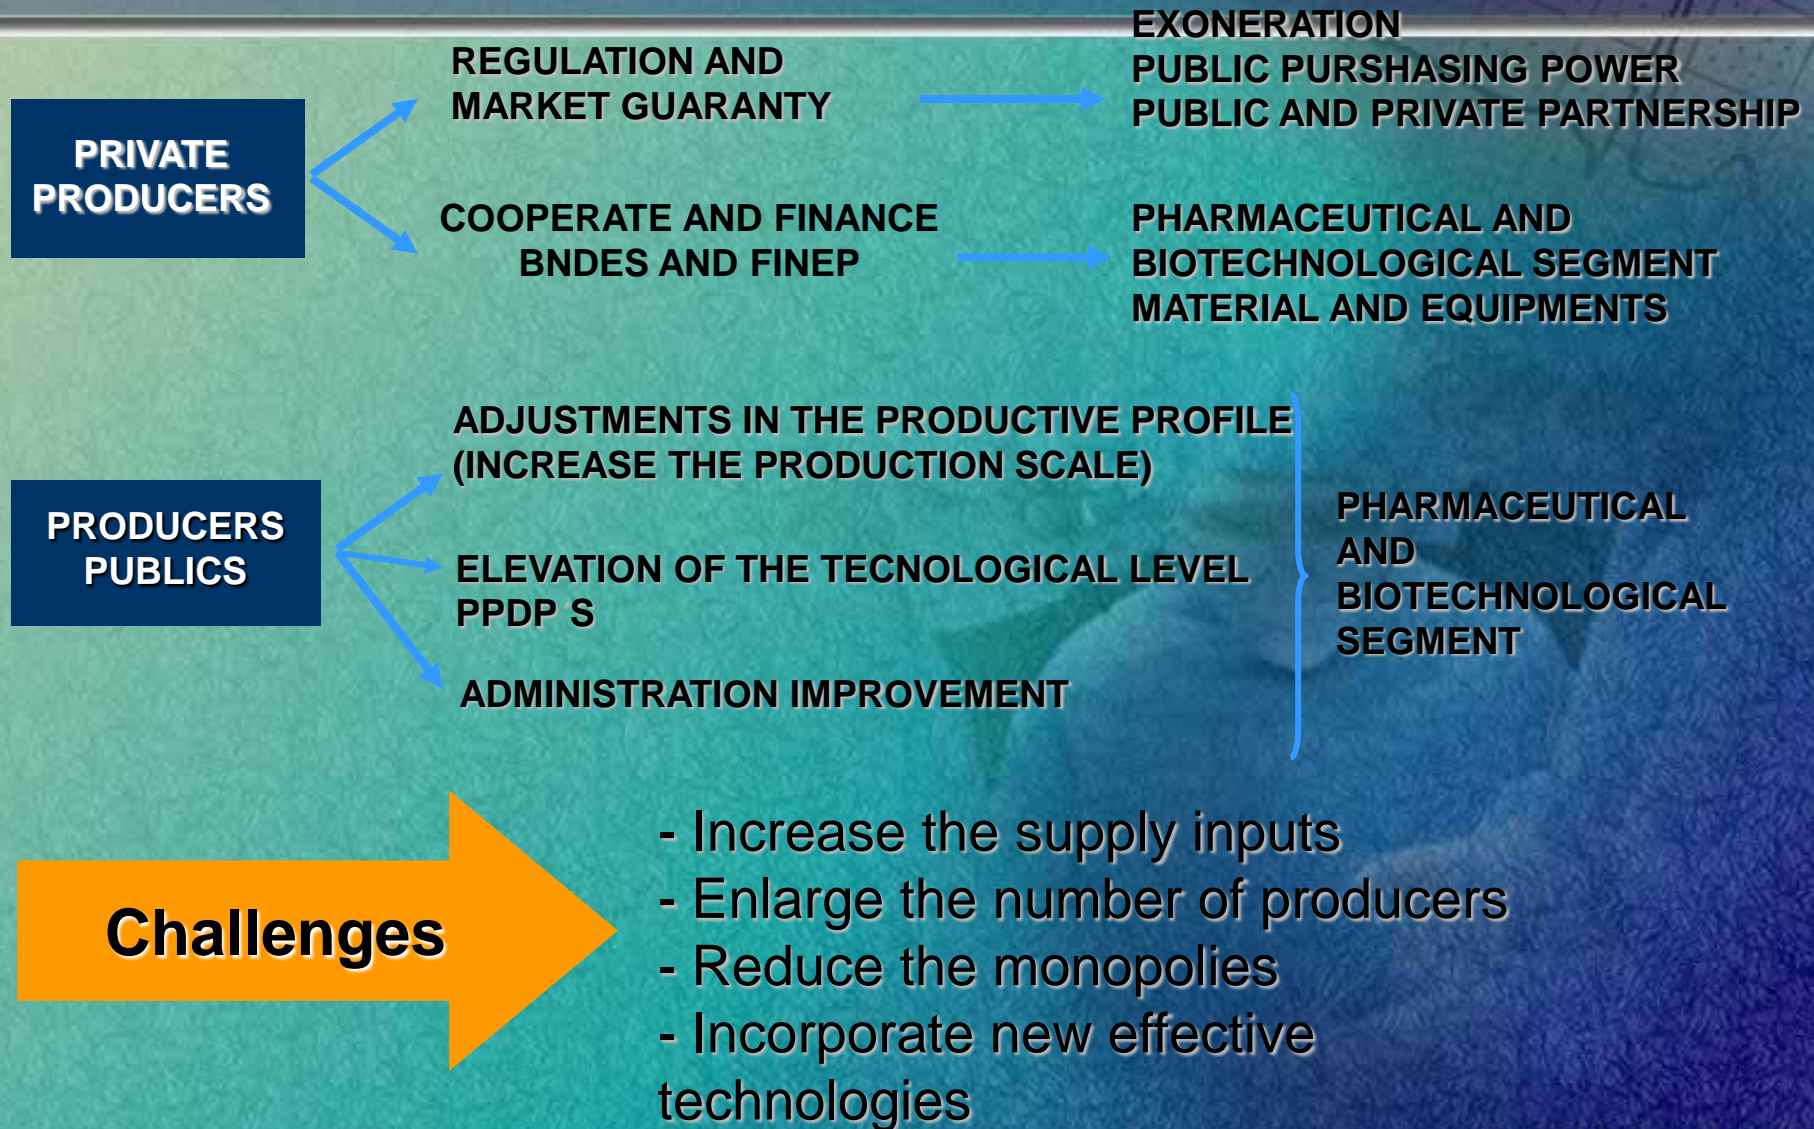 PRIVATE
PRODUCERS
REGULATION AND
MARKET GUARANTY
EXONERATION
PUBLIC PURSHASING POWER
PUBLIC AND PRIVATE PARTNERSHIP
COOPERATE AND FINANCE
BNDES AND FINEP
PHARMACEUTICAL AND
BIOTECHNOLOGICAL SEGMENT
MATERIAL AND EQUIPMENTS
PRODUCERS
PUBLICS
ADJUSTMENTS IN THE PRODUCTIVE PROFILE
(INCREASE THE PRODUCTION SCALE)
ELEVATION OF THE TECNOLOGICAL LEVEL
PPDP S
ADMINISTRATION IMPROVEMENT
PHARMACEUTICAL
AND
BIOTECHNOLOGICAL
SEGMENT
Challenges
- Increase the supply inputs
- Enlarge the number of producers
- Reduce the monopolies
- Incorporate new effective
technologies